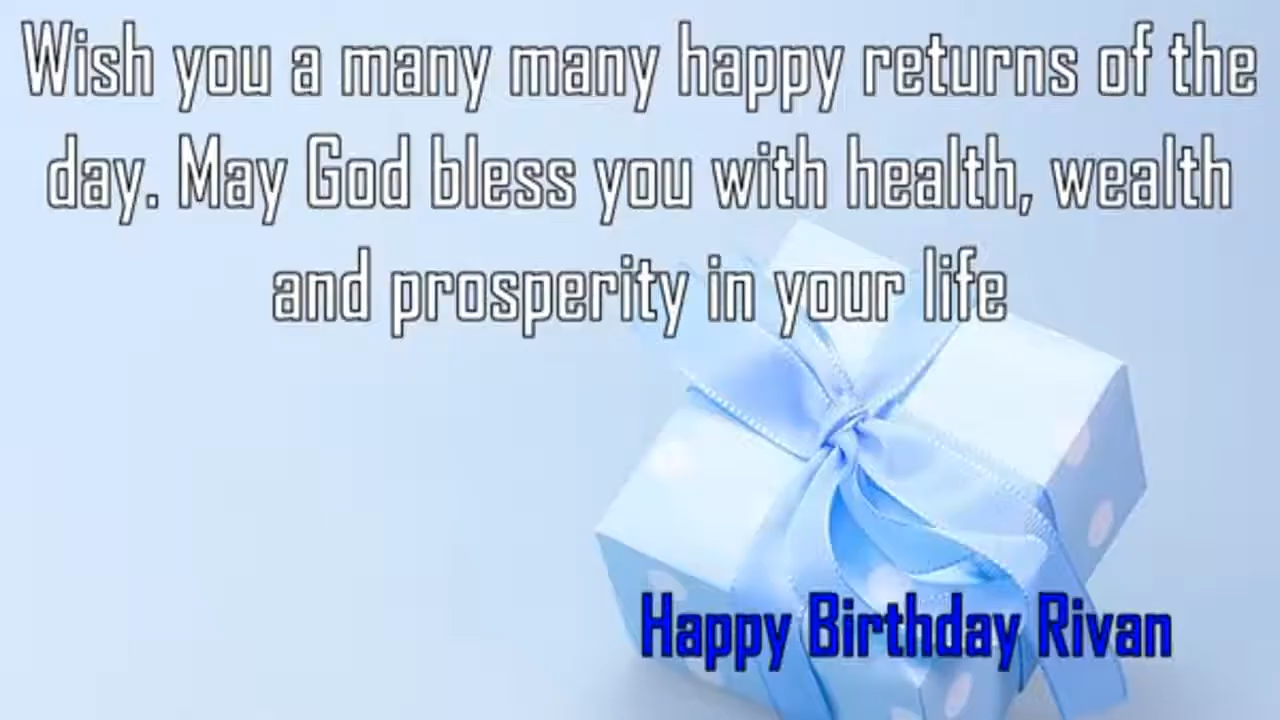 Wish you a many many happy returns of the
day. May God bless you with health, wealth
and prosperity in your life
Happy Birthday Rivan